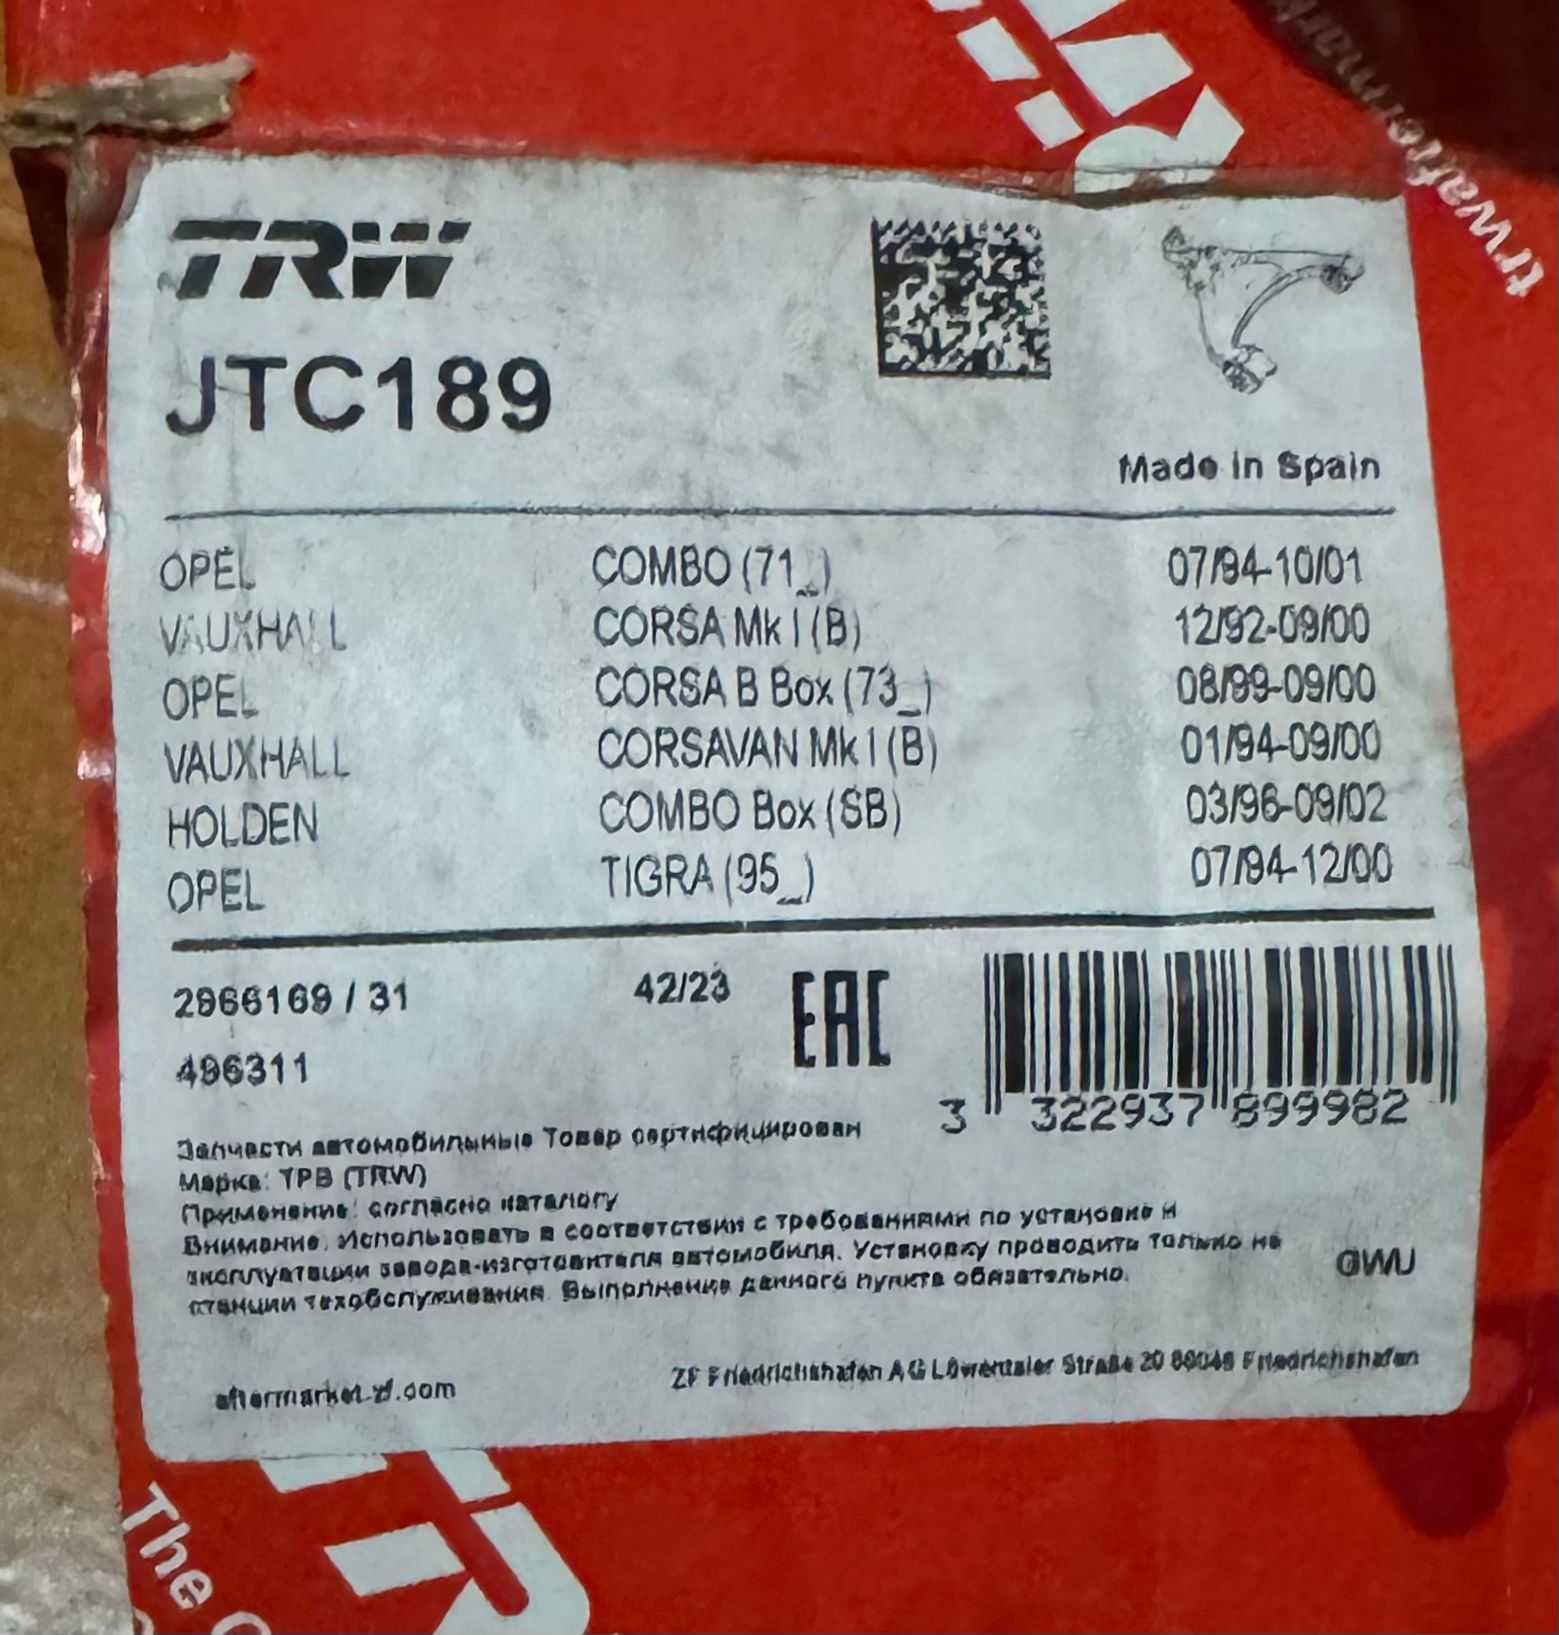 trwaftermark
TRW
JTC189
Made in Spain
OPEL COMBO (71_) 07/94-10/01
VAUXHALL CORSA Mk I (B) 12/92-09/00
OPEL CORSA B Box (73_) 08/99-09/00
VAUXHALL CORSAVAN Mk I (B) 01/94-09/00
HOLDEN COMBO Box (SB) 03/96-09/02
OPEL TIGRA (95_) 07/94-12/00
2966169 / 31 42/23 EAC
496311
3 322937 899982
Запчасти автомобильные Товар сертифицирован
Марка: ТРВ (TRW)
Применение: согласно каталогу
Внимание. Использовать в соответствии с требованиями по установке и
эксплуатации завода-изготовителя автомобиля. Установку проводить только на
станции техобслуживания. Выполнение данного пункта обязательно.
GWU
aftermarket.zf.com
ZF Friedrichshafen AG Löwentaler Straße 20 88046 Friedrichshafen
The